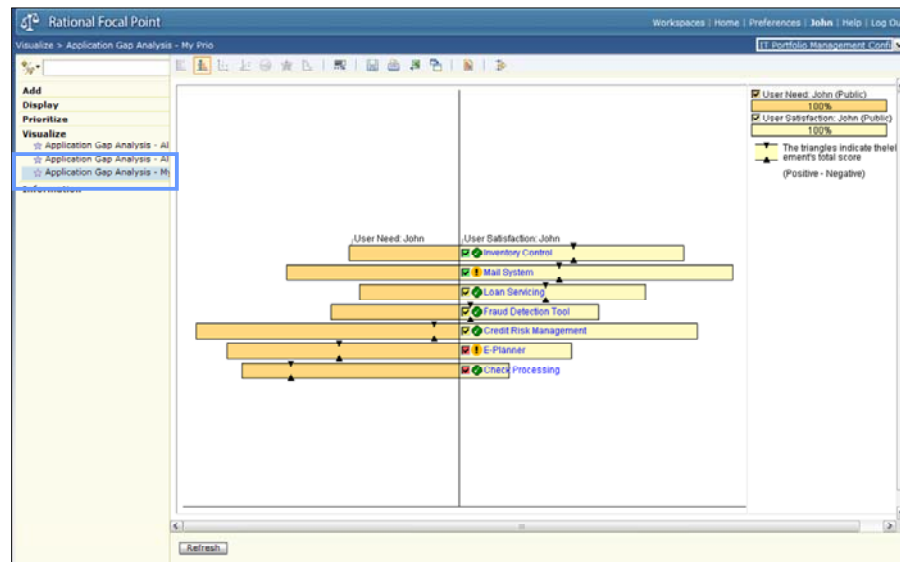 Rational Focal Point
Workspaces | Home | Preferences | John | Help | Log Ou
Visualize > Application Gap Analysis - My Prio
IT Portfolio Management Confi
Add
Display
Prioritize
Visualize
Application Gap Analysis - Al
Application Gap Analysis - Al
Application Gap Analysis - My
Information
User Need: John (Public)
100%
User Satisfaction: John (Public)
100%
The triangles indicate thelel
ement's total score
(Positive - Negative)
User Need: John
User Satisfaction: John
Inventory Control
Mail System
Loan Servicing
Fraud Detection Tool
Credit Risk Management
E-Planner
Check Processing
Refresh